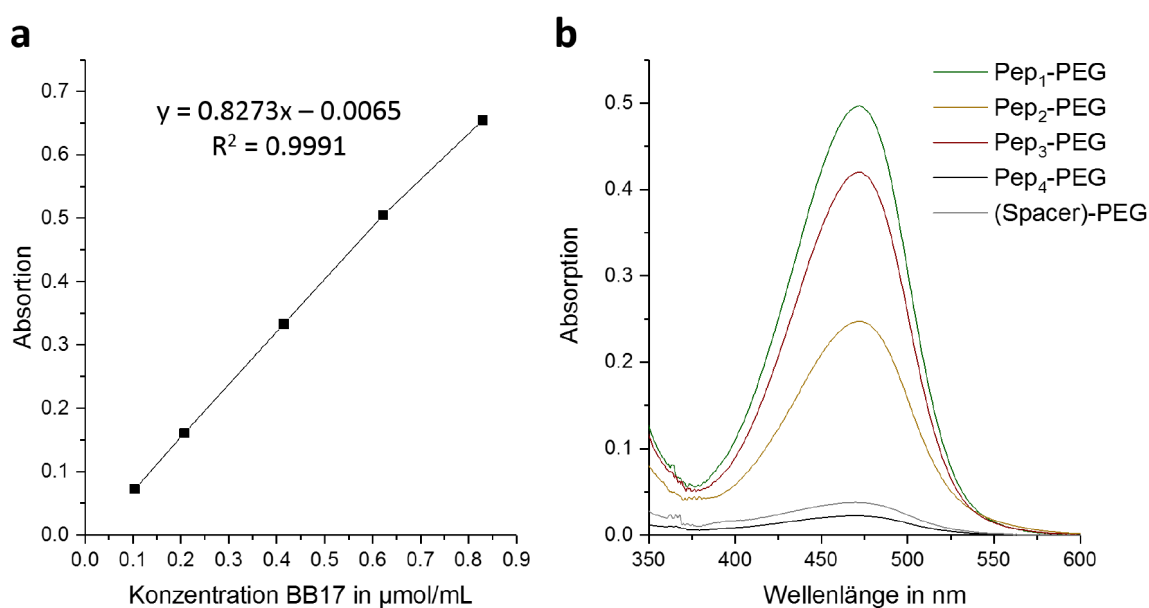 a
y = 0.8273x – 0.0065
R² = 0.9991
0.7
0.6
0.5
0.4
0.3
0.2
0.1
0.0
Absortion
0.0 0.1 0.2 0.3 0.4 0.5 0.6 0.7 0.8 0.9
Konzentration BB17 in µmol/mL
b
Pep₁-PEG
Pep₂-PEG
Pep₃-PEG
Pep₄-PEG
(Spacer)-PEG
0.5
0.4
0.3
0.2
0.1
0.0
Absorption
350 400 450 500 550 600
Wellenlänge in nm